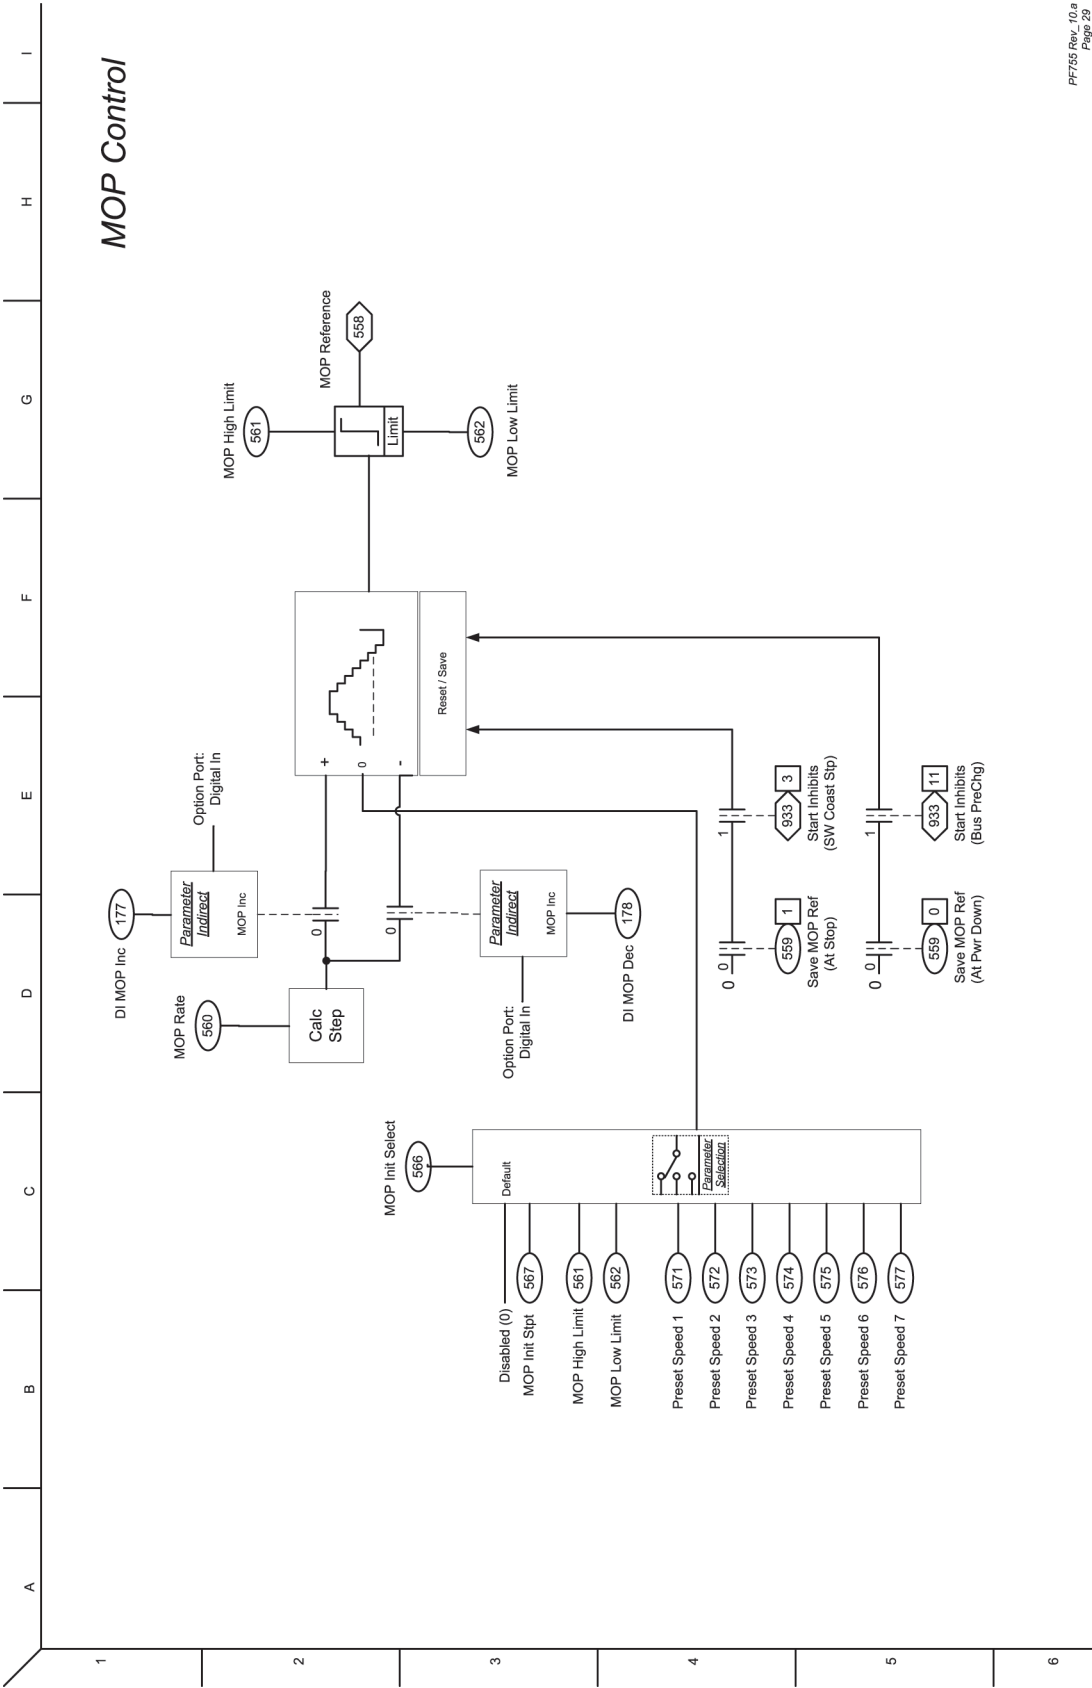 A
B
C
D
E
F
G
H
I
1
2
3
4
5
6
MOP Control
DI MOP Inc
177
Parameter
Indirect
MOP Inc
Option Port:
Digital In
MOP Rate
560
Calc
Step
0
0
+
0
-
Reset / Save
MOP High Limit
561
Limit
MOP Reference
558
562
MOP Low Limit
Option Port:
Digital In
Parameter
Indirect
MOP Inc
178
DI MOP Dec
MOP Init Select
566
Default
Parameter
Selection
Disabled (0)
MOP Init Stpt
567
MOP High Limit
561
MOP Low Limit
562
Preset Speed 1
571
Preset Speed 2
572
Preset Speed 3
573
Preset Speed 4
574
Preset Speed 5
575
Preset Speed 6
576
Preset Speed 7
577
0
0
1
559
1
Save MOP Ref
(At Stop)
933
3
Start Inhibits
(SW Coast Stp)
0
0
1
559
0
Save MOP Ref
(At Pwr Down)
933
11
Start Inhibits
(Bus PreChg)
PF755 Rev_10.a
Page 29